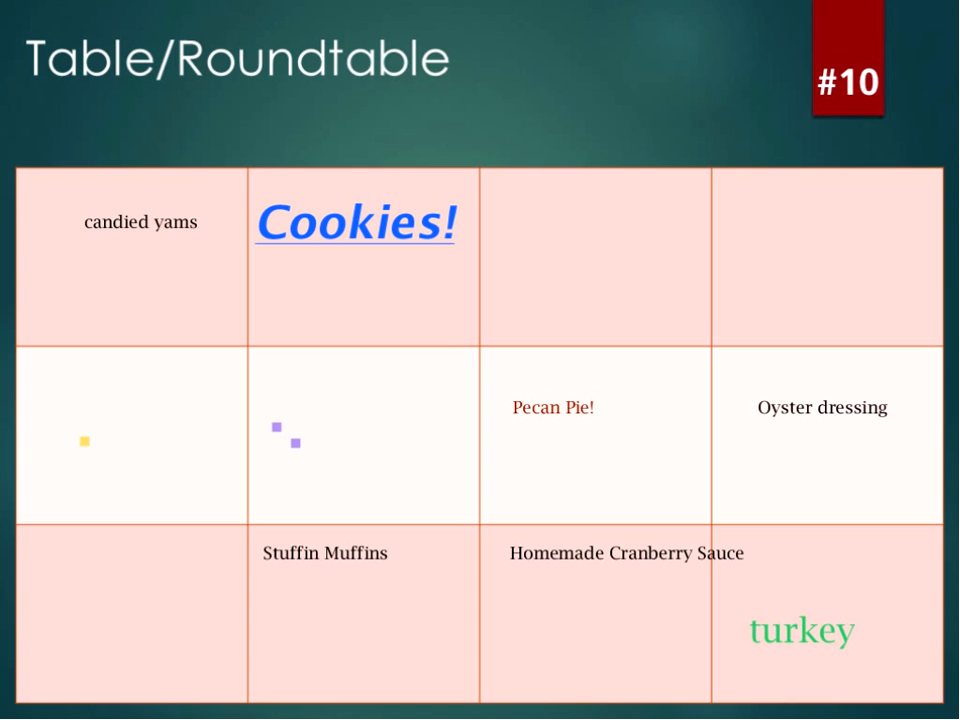 Table/Roundtable
#10
candied yams
Cookies!
Pecan Pie!
Oyster dressing
Stuffin Muffins
Homemade Cranberry Sauce
turkey